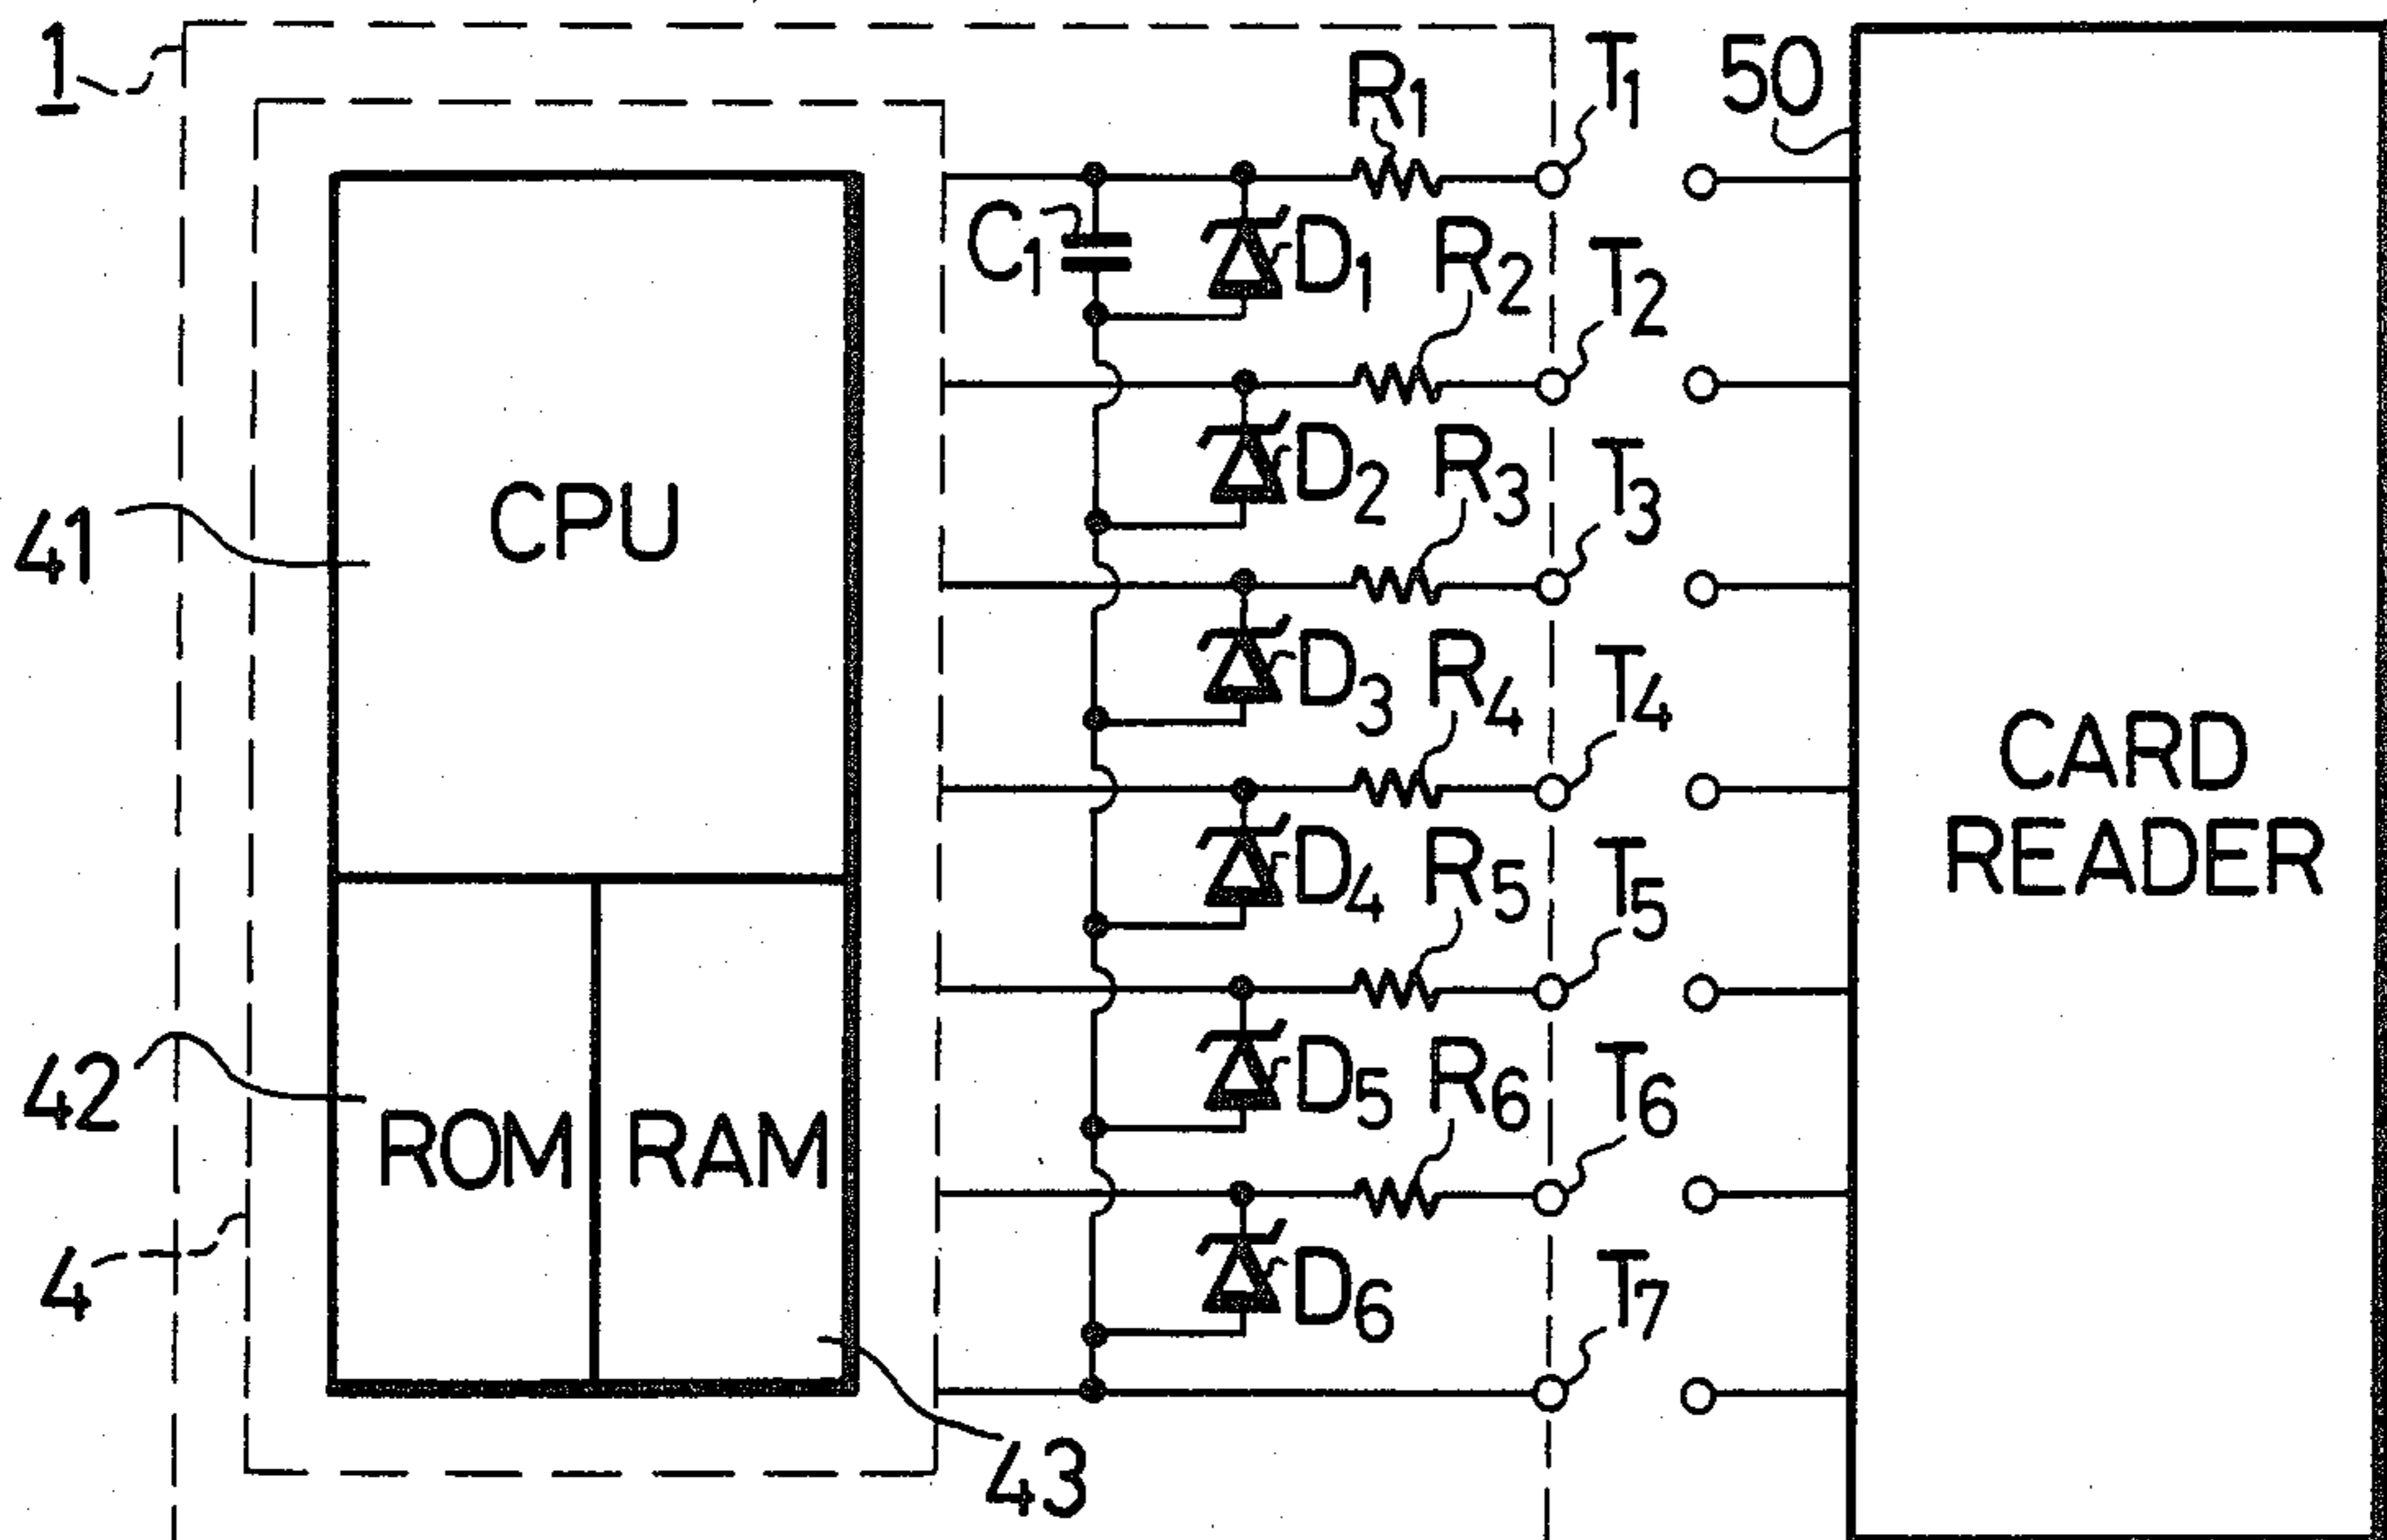 1
R1
T1
50
C1
D1
R2
T2
D2
R3
T3
41
CPU
D3
R4
T4
CARD
READER
D4
R5
T5
42
ROM
RAM
D5
R6
T6
4
D6
T7
43